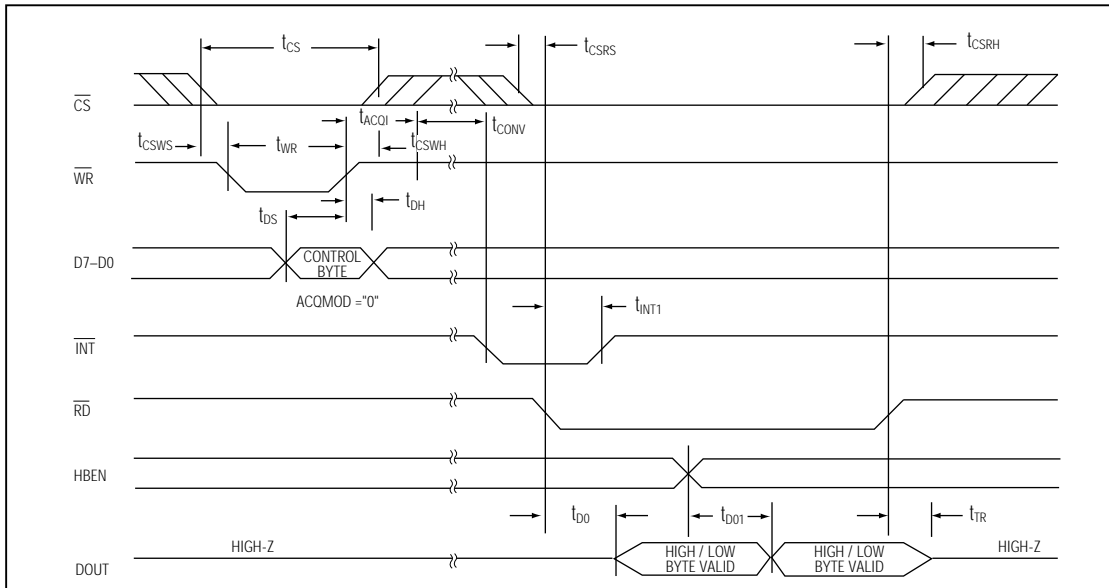 tCS
tCSRS
tCSRH
CS
tACQI
tCONV
tCSWS
tWR
tCSWH
WR
tDS
tDH
D7–D0
CONTROL
BYTE
ACQMOD ="0"
tINT1
INT
RD
HBEN
tD0
tD01
tTR
HIGH-Z
HIGH / LOW
BYTE VALID
HIGH / LOW
BYTE VALID
HIGH-Z
DOUT